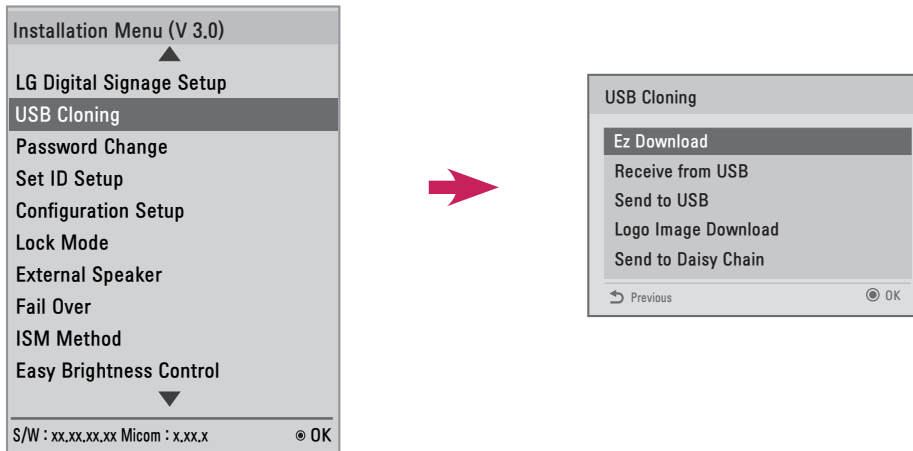 Installation Menu (V 3.0)
LG Digital Signage Setup
USB Cloning
Password Change
Set ID Setup
Configuration Setup
Lock Mode
External Speaker
Fail Over
ISM Method
Easy Brightness Control
S/W : xx.xx.xx.xx Micom : x.xx.x OK
USB Cloning
Ez Download
Receive from USB
Send to USB
Logo Image Download
Send to Daisy Chain
Previous OK